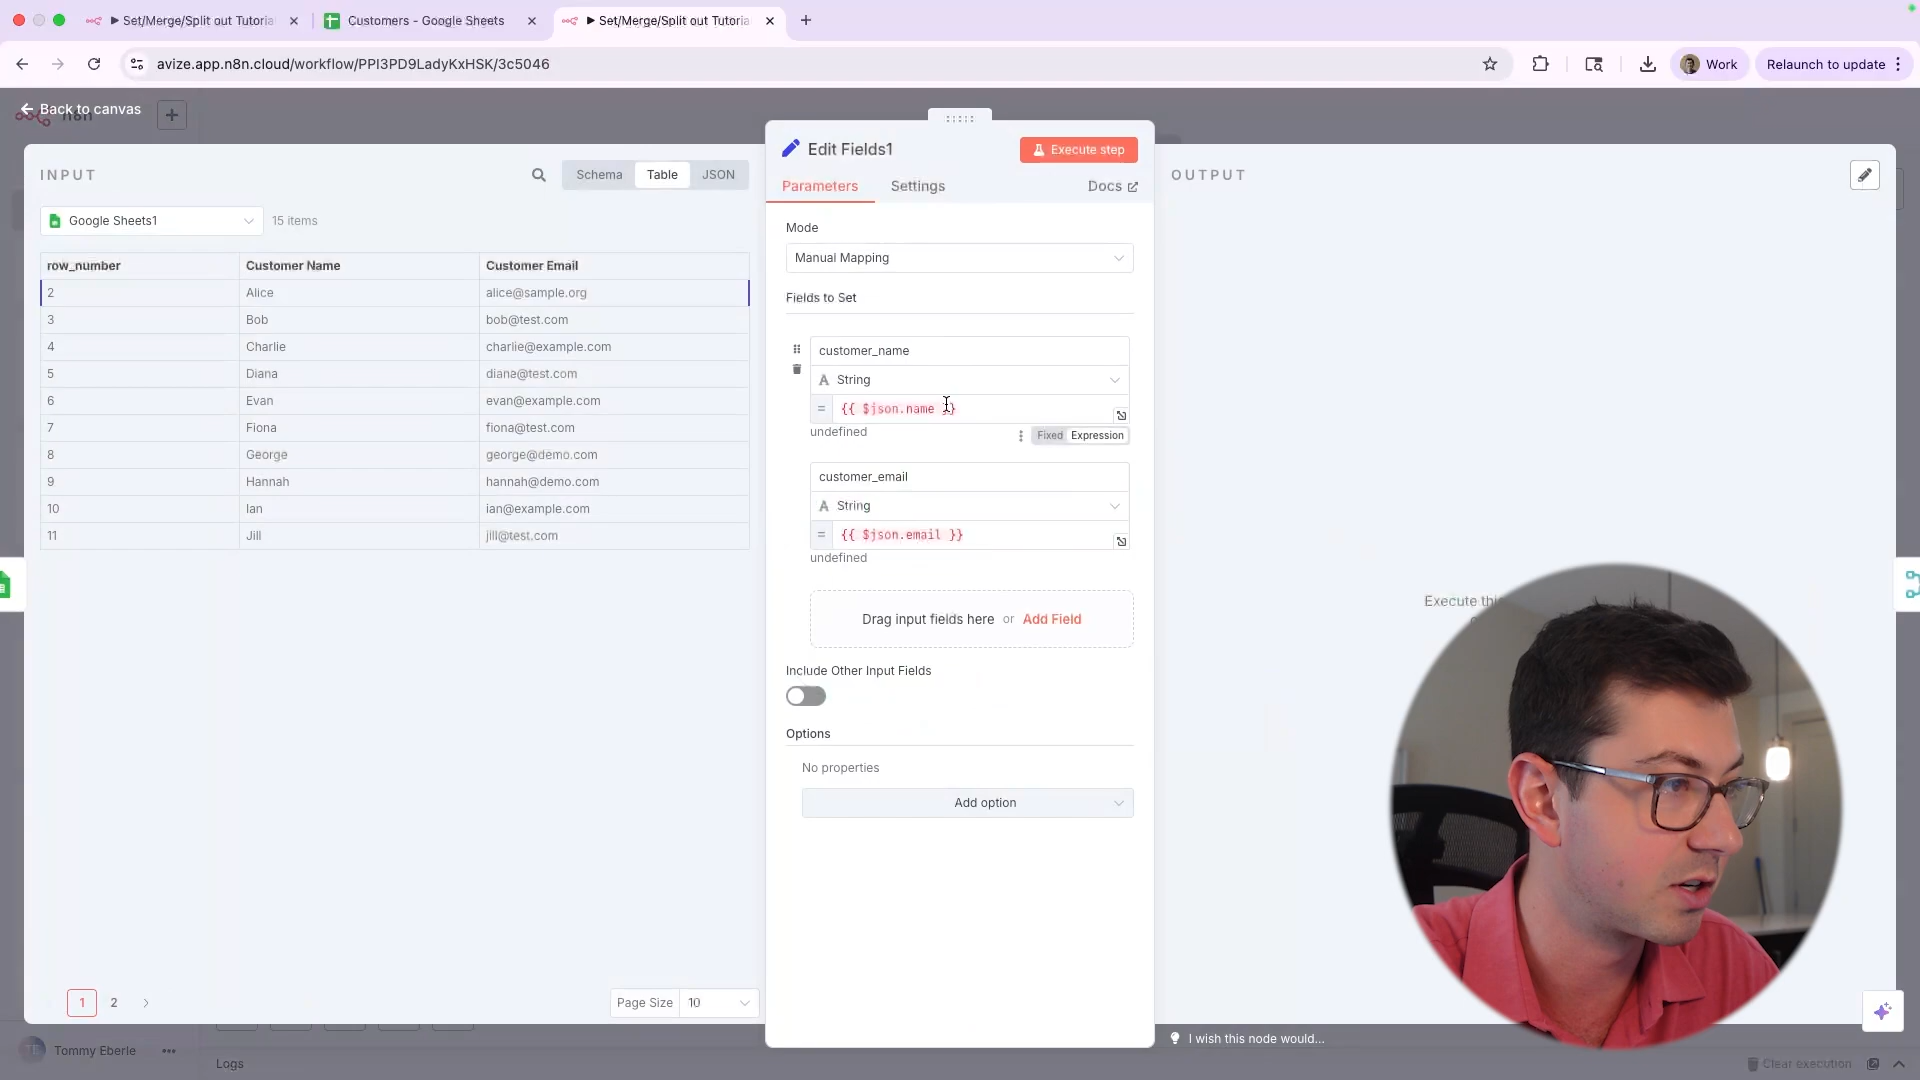 Set/Merge/Split out Tutoria
Customers - Google Sheets
Set/Merge/Split out Tutoria
avize.app.n8n.cloud/workflow/PPI3PD9LadyKxHSK/3c5046
Work
Relaunch to update
Back to canvas
n8n
INPUT
Schema
Table
JSON
Google Sheets1
15 items
row_number Customer Name Customer Email
2 Alice alice@sample.org
3 Bob bob@test.com
4 Charlie charlie@example.com
5 Diana diana@test.com
6 Evan evan@example.com
7 Fiona fiona@test.com
8 George george@demo.com
9 Hannah hannah@demo.com
10 Ian ian@example.com
11 Jill jill@test.com
1 2
Page Size 10
Edit Fields1
Execute step
Parameters
Settings
Docs
Mode
Manual Mapping
Fields to Set
customer_name
A String
= {{ $json.name }}
undefined
Fixed Expression
customer_email
A String
= {{ $json.email }}
undefined
Drag input fields here or Add Field
Include Other Input Fields
Options
No properties
Add option
OUTPUT
Execute thi
I wish this node would...
Tommy Eberle
Logs
Clear execution